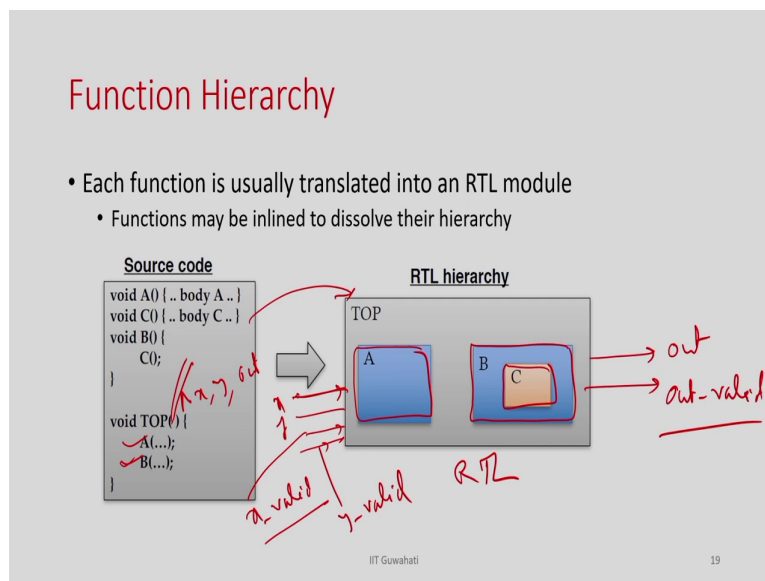 Function Hierarchy
• Each function is usually translated into an RTL module
• Functions may be inlined to dissolve their hierarchy
Source code
void A() { .. body A .. }
void C() { .. body C .. }
void B() {
C();
}
void TOP() {
A(...);
B(...);
}
x, y, out
RTL hierarchy
TOP
A
B
C
x
y
x_valid
y_valid
out
out_valid
RTL
IIT Guwahati
19